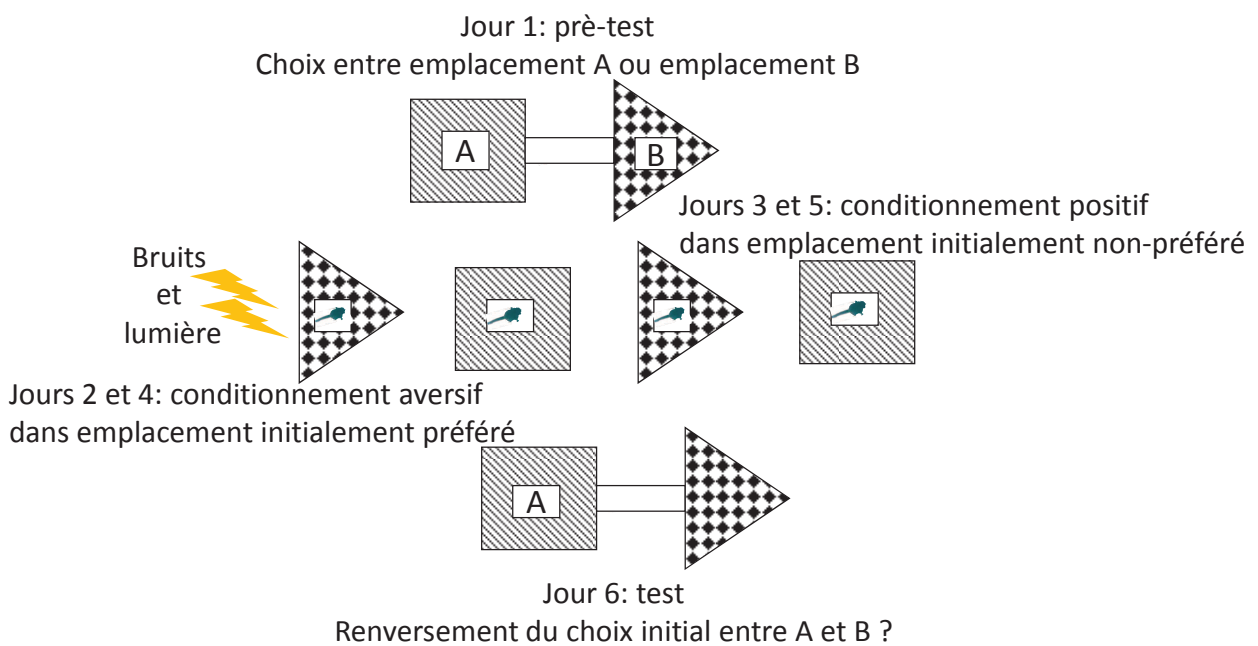 Jour 1: prè-test
Choix entre emplacement A ou emplacement B
A
B
Jours 3 et 5: conditionnement positif
dans emplacement initialement non-préféré
Bruits
et
lumière
Jours 2 et 4: conditionnement aversif
dans emplacement initialement préféré
A
Jour 6: test
Renversement du choix initial entre A et B ?